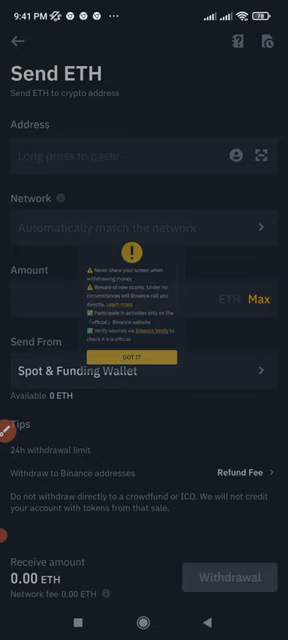 9:41 PM
78
Send ETH
Send ETH to crypto address
Address
Long press to paste
Network
Automatically match the network
⚠️ Never share your screen when
withdrawing money
⚠️ Beware of new scams. Under no
circumstances will Binance call you
directly. Learn more
✅ Participate in activities only on the
「official」Binance website
✅ Verify sources via Binance Verify to
check if it is official
GOT IT
Amount
ETH Max
Send From
Spot & Funding Wallet
Available 0 ETH
Tips
24h withdrawal limit
Withdraw to Binance addresses
Refund Fee
Do not withdraw directly to a crowdfund or ICO. We will not credit
your account with tokens from that sale.
Receive amount
0.00 ETH
Network fee 0.00 ETH
Withdrawal